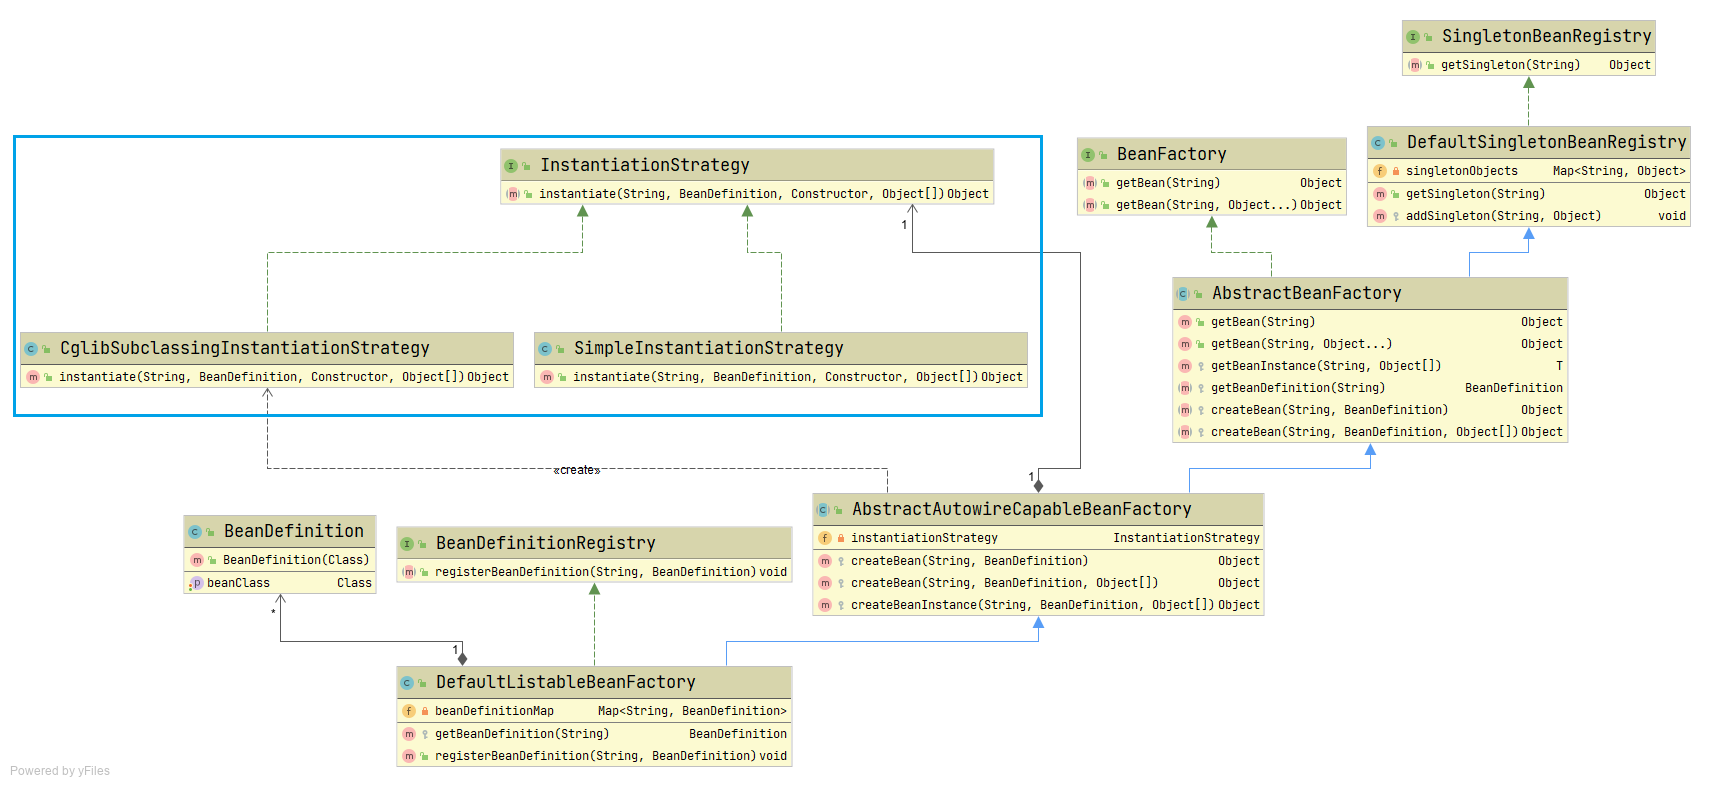 SingletonBeanRegistry
getSingleton(String) Object
InstantiationStrategy
instantiate(String, BeanDefinition, Constructor, Object[]) Object
1
BeanFactory
getBean(String) Object
getBean(String, Object...) Object
DefaultSingletonBeanRegistry
singletonObjects Map<String, Object>
getSingleton(String) Object
addSingleton(String, Object) void
CglibSubclassingInstantiationStrategy
instantiate(String, BeanDefinition, Constructor, Object[]) Object
SimpleInstantiationStrategy
instantiate(String, BeanDefinition, Constructor, Object[]) Object
AbstractBeanFactory
getBean(String) Object
getBean(String, Object...) Object
getBeanInstance(String, Object[]) T
getBeanDefinition(String) BeanDefinition
createBean(String, BeanDefinition) Object
createBean(String, BeanDefinition, Object[]) Object
«create»
1
AbstractAutowireCapableBeanFactory
instantiationStrategy InstantiationStrategy
createBean(String, BeanDefinition) Object
createBean(String, BeanDefinition, Object[]) Object
createBeanInstance(String, BeanDefinition, Object[]) Object
BeanDefinition
BeanDefinition(Class)
beanClass Class
*
BeanDefinitionRegistry
registerBeanDefinition(String, BeanDefinition) void
1
DefaultListableBeanFactory
beanDefinitionMap Map<String, BeanDefinition>
getBeanDefinition(String) BeanDefinition
registerBeanDefinition(String, BeanDefinition) void
Powered by yFiles